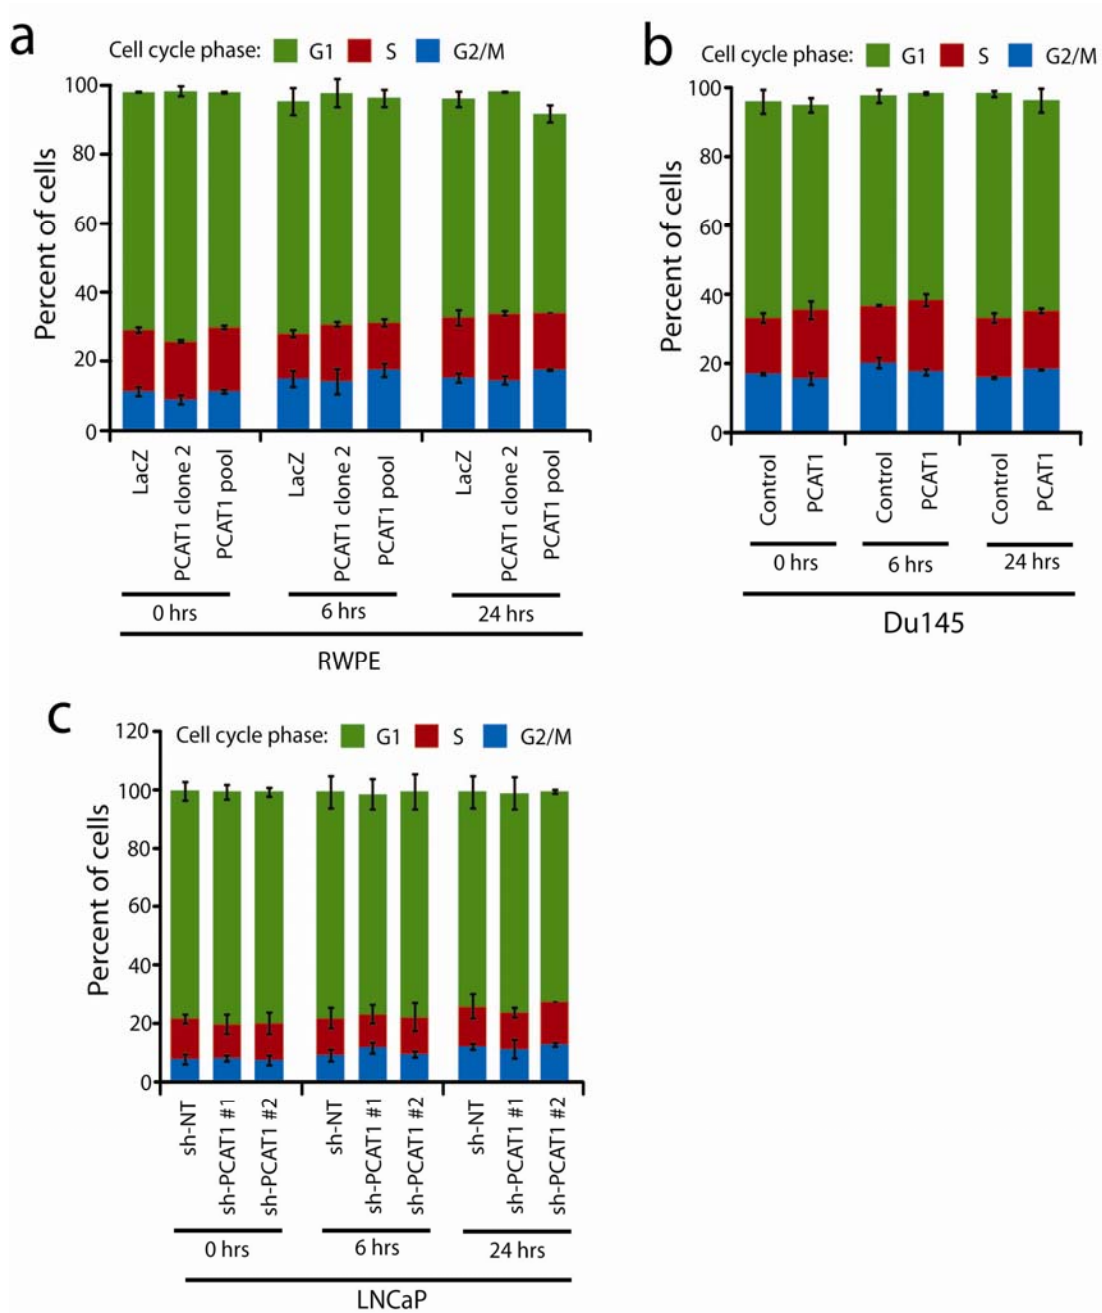 a
Cell cycle phase: G1 S G2/M
Percent of cells
100
80
60
40
20
0
LacZ
PCAT1 clone 2
PCAT1 pool
LacZ
PCAT1 clone 2
PCAT1 pool
LacZ
PCAT1 clone 2
PCAT1 pool
0 hrs
6 hrs
24 hrs
RWPE
b
Cell cycle phase: G1 S G2/M
Percent of cells
100
80
60
40
20
0
Control
PCAT1
Control
PCAT1
Control
PCAT1
0 hrs
6 hrs
24 hrs
Du145
c
Cell cycle phase: G1 S G2/M
Percent of cells
120
100
80
60
40
20
0
sh-NT
sh-PCAT1 #1
sh-PCAT1 #2
sh-NT
sh-PCAT1 #1
sh-PCAT1 #2
sh-NT
sh-PCAT1 #1
sh-PCAT1 #2
0 hrs
6 hrs
24 hrs
LNCaP